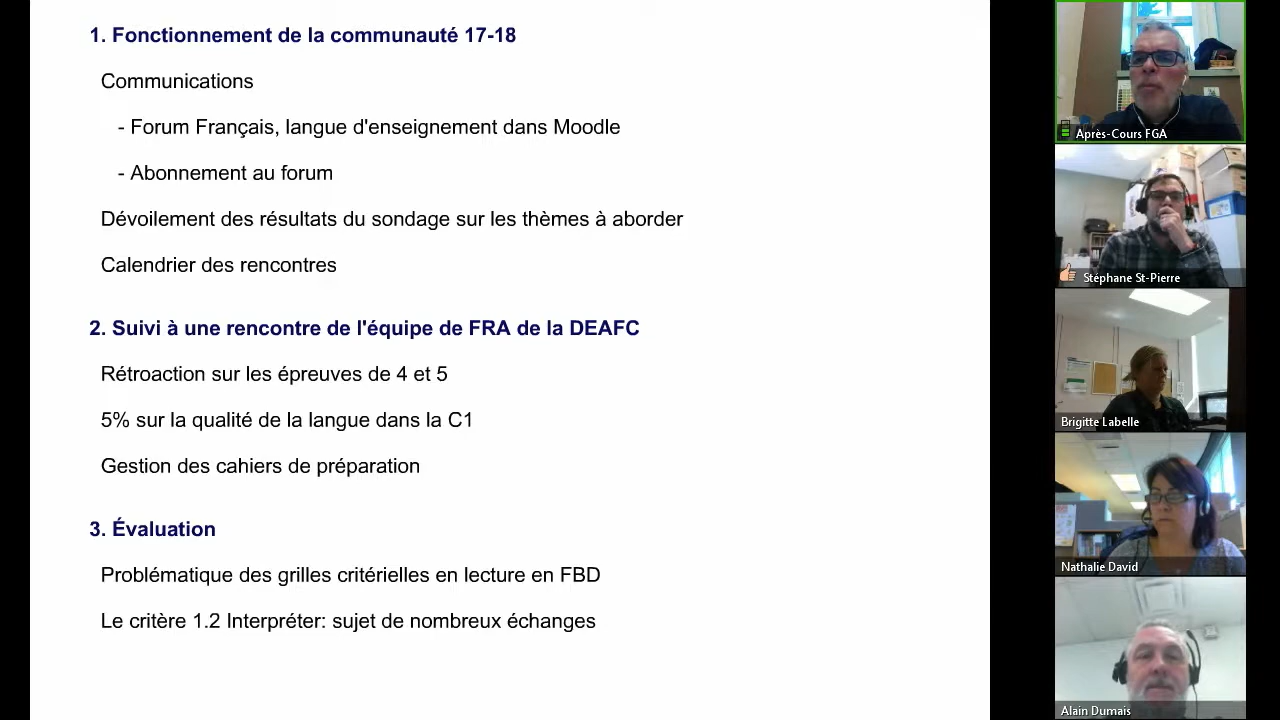 1. Fonctionnement de la communauté 17-18
Communications
- Forum Français, langue d'enseignement dans Moodle
- Abonnement au forum
Dévoilement des résultats du sondage sur les thèmes à aborder
Calendrier des rencontres
2. Suivi à une rencontre de l'équipe de FRA de la DEAFC
Rétroaction sur les épreuves de 4 et 5
5% sur la qualité de la langue dans la C1
Gestion des cahiers de préparation
3. Évaluation
Problématique des grilles critérielles en lecture en FBD
Le critère 1.2 Interpréter: sujet de nombreux échanges
Après-Cours FGA
Stéphane St-Pierre
Brigitte Labelle
Nathalie David
Alain Dumais